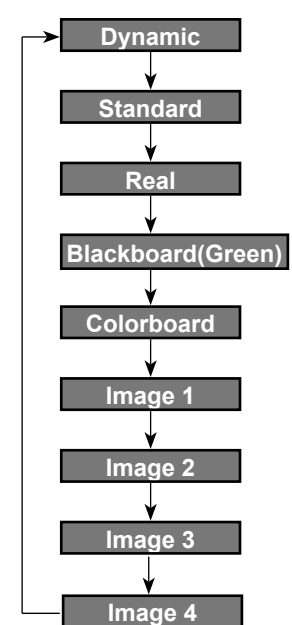 Dynamic
Standard
Real
Blackboard(Green)
Colorboard
Image 1
Image 2
Image 3
Image 4